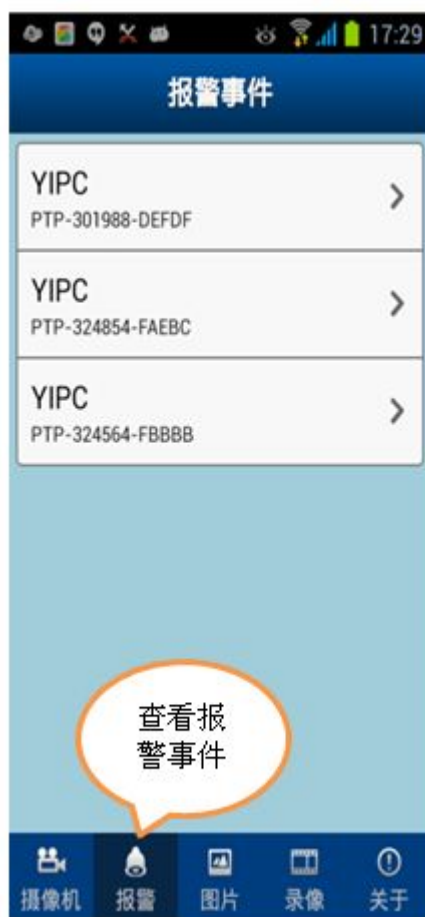 17:29
报警事件
YIPC
PTP-301988-DEFDF
YIPC
PTP-324854-FAEBC
YIPC
PTP-324564-FBBBB
查看报
警事件
摄像机 报警 图片 录像 关于